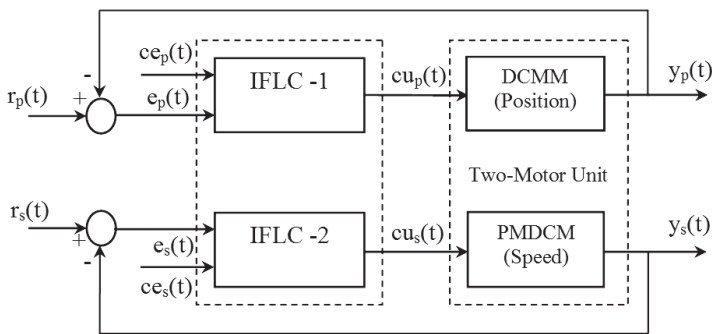 ce_p(t)
IFLC -1
cu_p(t)
DCMM
(Position)
y_p(t)
-
r_p(t)
+
e_p(t)
Two-Motor Unit
r_s(t)
+
-
e_s(t)
ce_s(t)
IFLC -2
cu_s(t)
PMDCM
(Speed)
y_s(t)